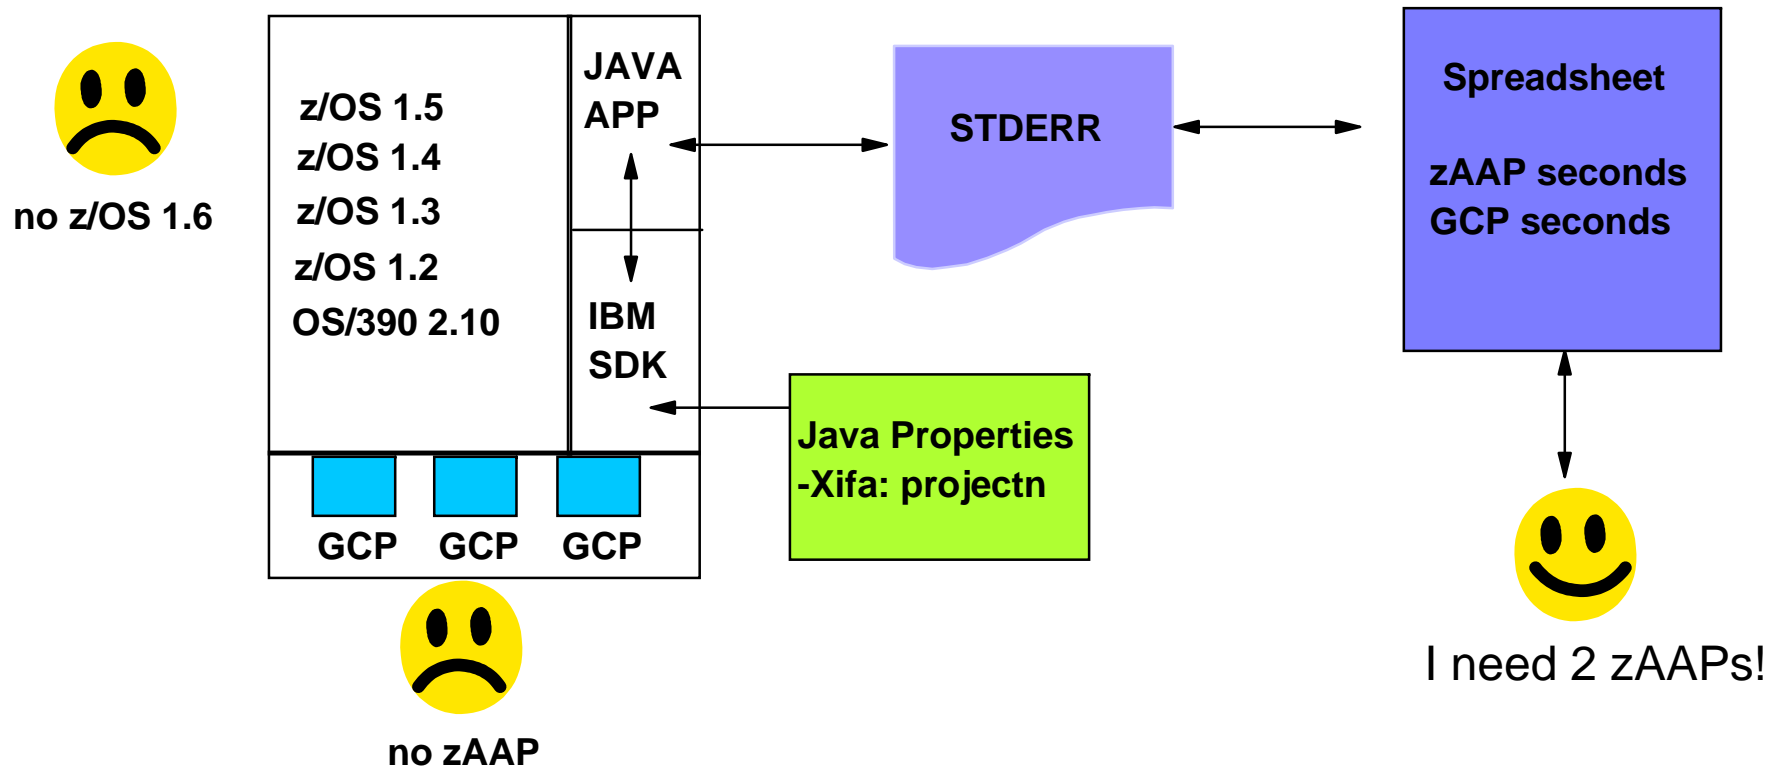 no z/OS 1.6
z/OS 1.5
z/OS 1.4
z/OS 1.3
z/OS 1.2
OS/390 2.10
JAVA
APP
IBM
SDK
GCP GCP GCP
no zAAP
STDERR
Java Properties
-Xifa: projectn
Spreadsheet
zAAP seconds
GCP seconds
I need 2 zAAPs!